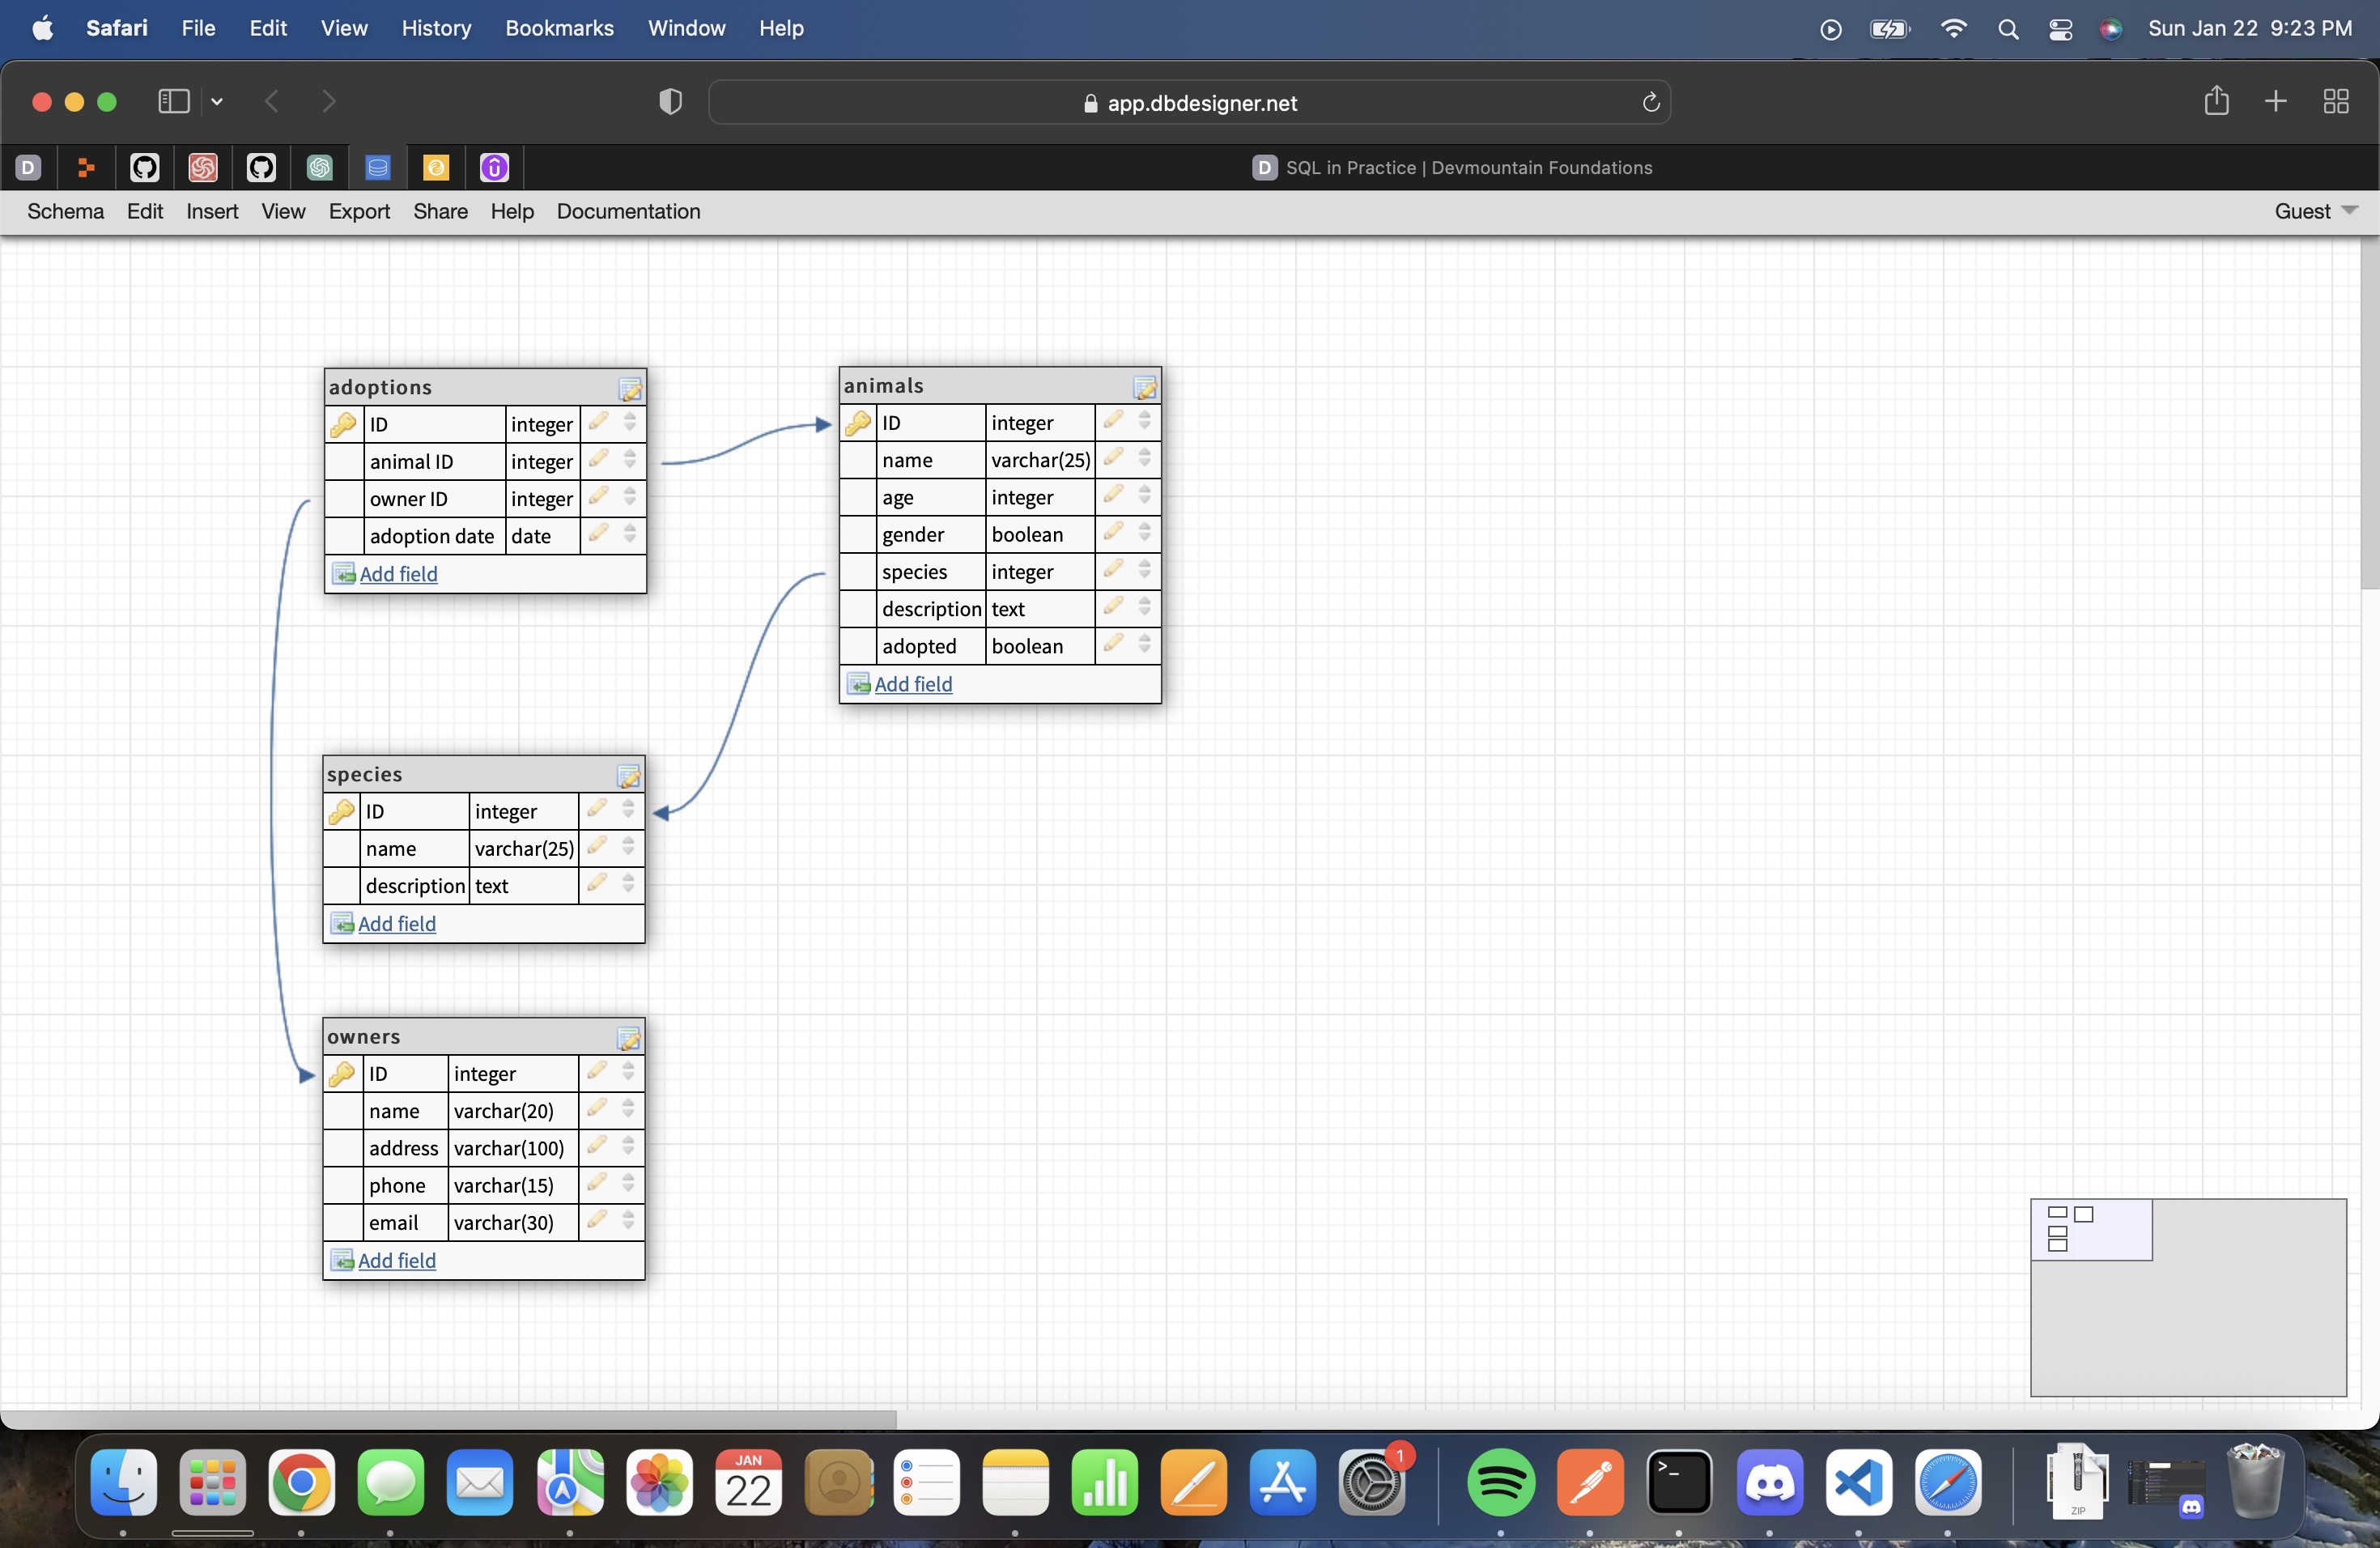 Safari File Edit View History Bookmarks Window Help Sun Jan 22 9:23 PM
app.dbdesigner.net
D SQL in Practice | Devmountain Foundations
Schema Edit Insert View Export Share Help Documentation Guest
adoptions
ID integer
animal ID integer
owner ID integer
adoption date date
Add field
animals
ID integer
name varchar(25)
age integer
gender boolean
species integer
description text
adopted boolean
Add field
species
ID integer
name varchar(25)
description text
Add field
owners
ID integer
name varchar(20)
address varchar(100)
phone varchar(15)
email varchar(30)
Add field
JAN
22
1
ZIP